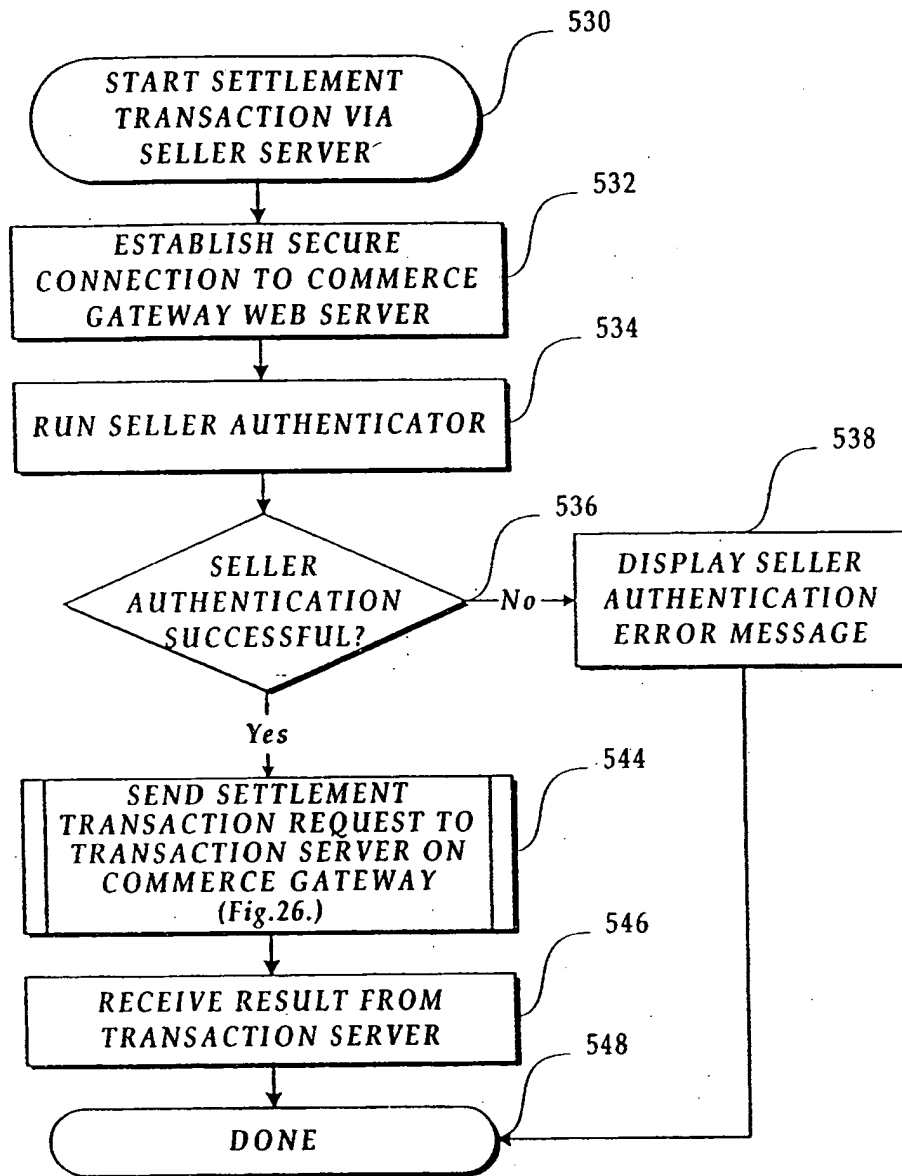 530
START SETTLEMENT
TRANSACTION VIA
SELLER SERVER
532
ESTABLISH SECURE
CONNECTION TO COMMERCE
GATEWAY WEB SERVER
534
RUN SELLER AUTHENTICATOR
536
538
SELLER
AUTHENTICATION
SUCCESSFUL?
No
DISPLAY SELLER
AUTHENTICATION
ERROR MESSAGE
Yes
544
SEND SETTLEMENT
TRANSACTION REQUEST TO
TRANSACTION SERVER ON
COMMERCE GATEWAY
(Fig.26.)
546
RECEIVE RESULT FROM
TRANSACTION SERVER
548
DONE